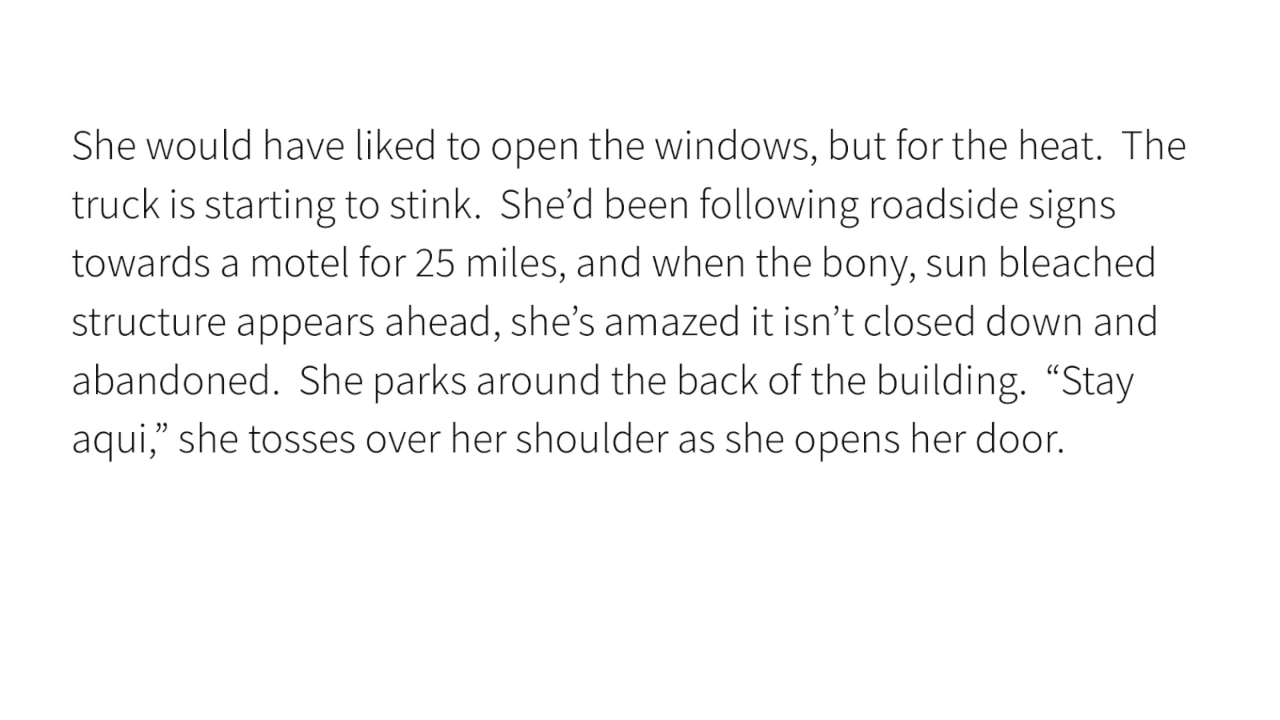 She would have liked to open the windows, but for the heat.  The
truck is starting to stink.  She’d been following roadside signs
towards a motel for 25 miles, and when the bony, sun bleached
structure appears ahead, she’s amazed it isn’t closed down and
abandoned.  She parks around the back of the building.  “Stay
aqui,” she tosses over her shoulder as she opens her door.